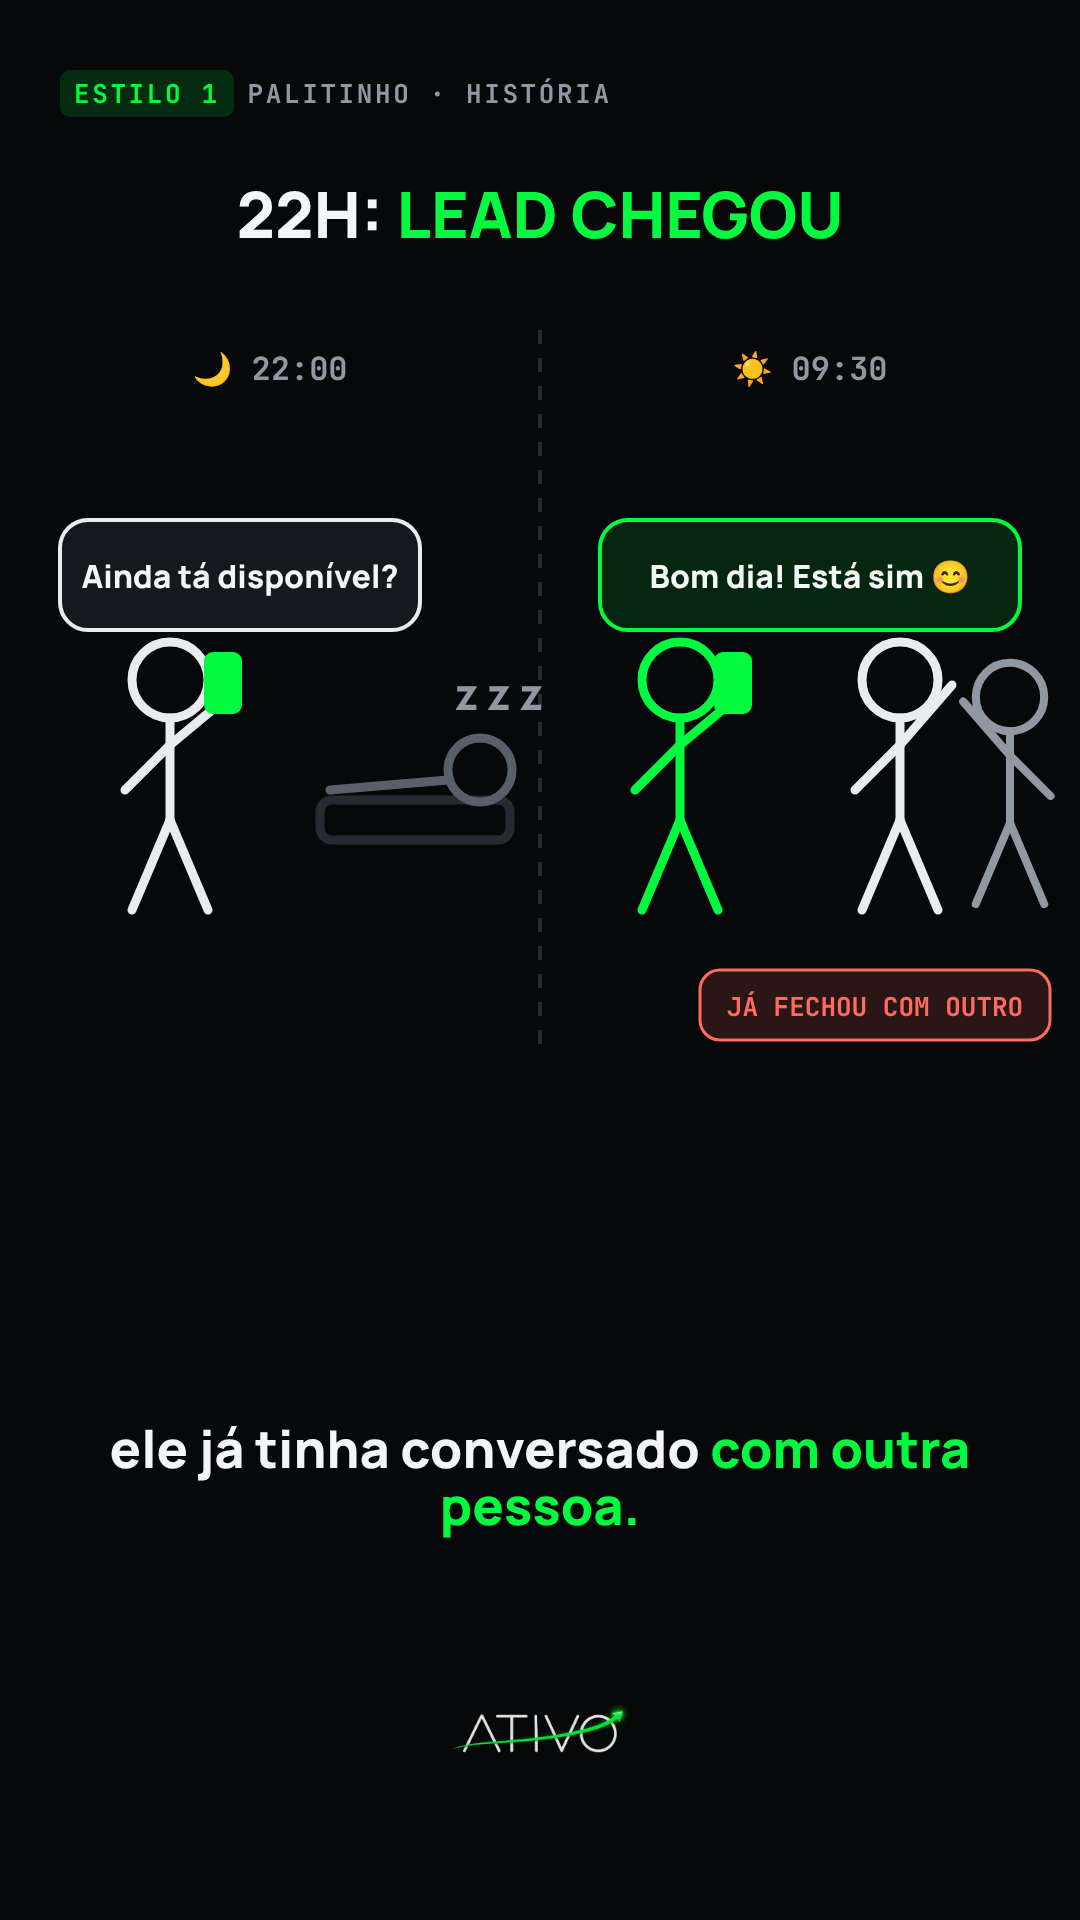 ESTILO 1 PALITINHO · HISTÓRIA
22H: LEAD CHEGOU
🌙 22:00
☀️ 09:30
Ainda tá disponível?
Bom dia! Está sim 😊
z z z
JÁ FECHOU COM OUTRO
ele já tinha conversado com outra
pessoa.
ATIVO